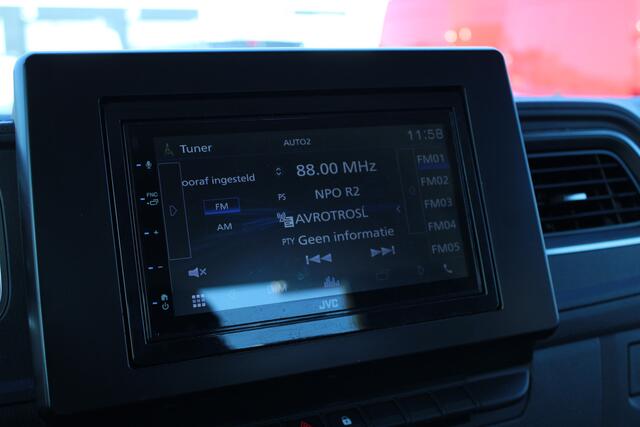 Tuner
AUTO2
11:58
ooraf ingesteld
88.00 MHz
FM01
PS
NPO R2
FM
FM02
AVROTROSL
FM03
AM
PTY
Geen informatie
FM04
FM05
FNC
JVC